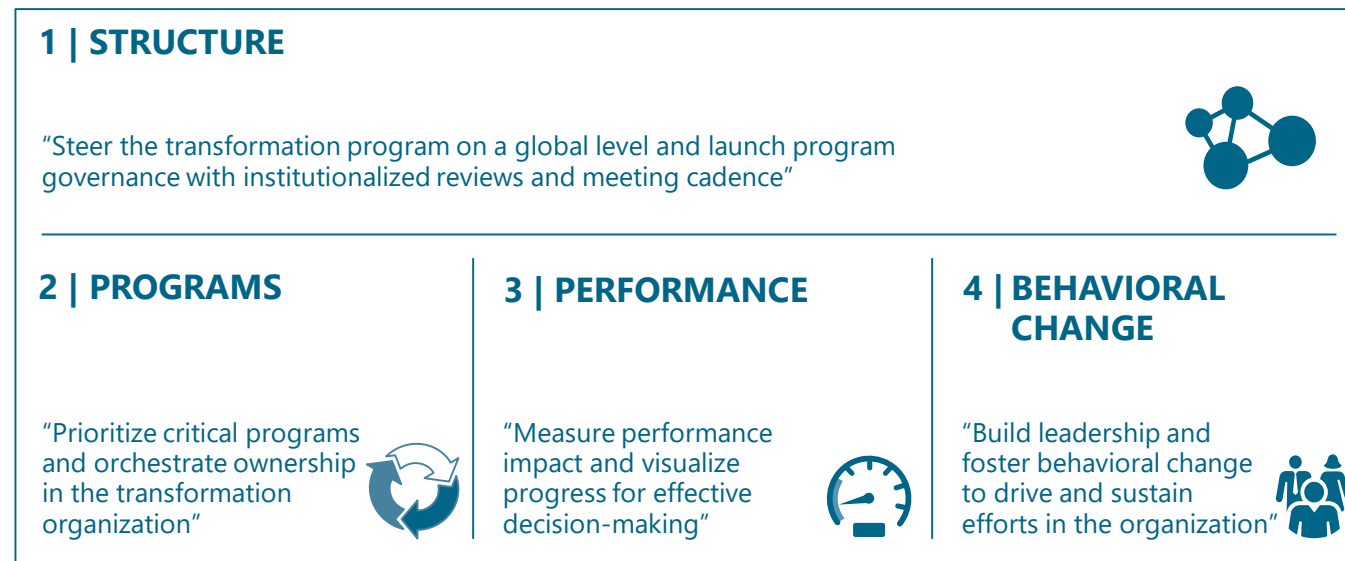 1 | STRUCTURE
“Steer the transformation program on a global level and launch program
governance with institutionalized reviews and meeting cadence”
2 | PROGRAMS
“Prioritize critical programs
and orchestrate ownership
in the transformation
organization”
3 | PERFORMANCE
“Measure performance
impact and visualize
progress for effective
decision-making”
4 | BEHAVIORAL
CHANGE
“Build leadership and
foster behavioral change
to drive and sustain
efforts in the organization”